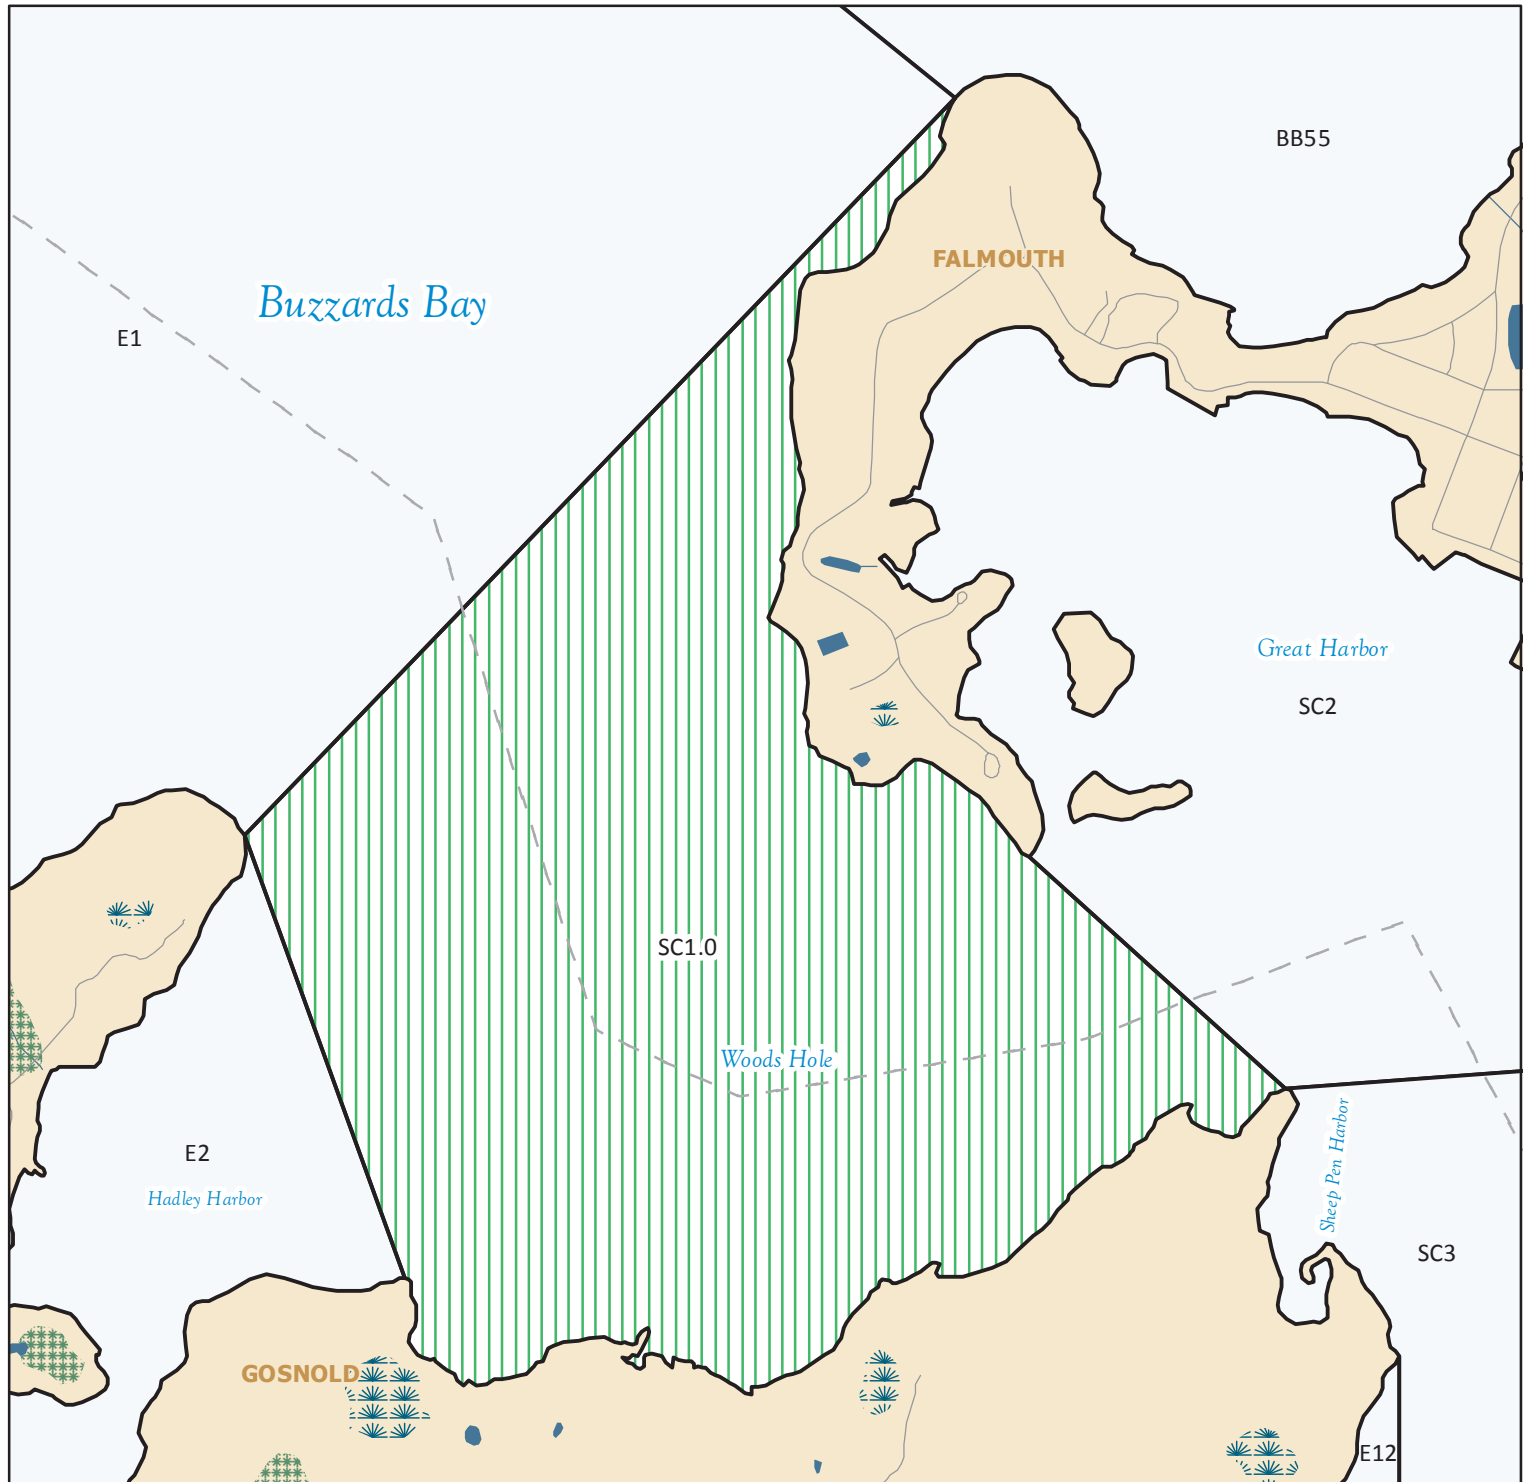 BB55
FALMOUTH
Buzzards Bay
E1
Great Harbor
SC2
SC1.0
Woods Hole
Sheep Pen Harbor
E2
Hadley Harbor
SC3
GOSNOLD
E12